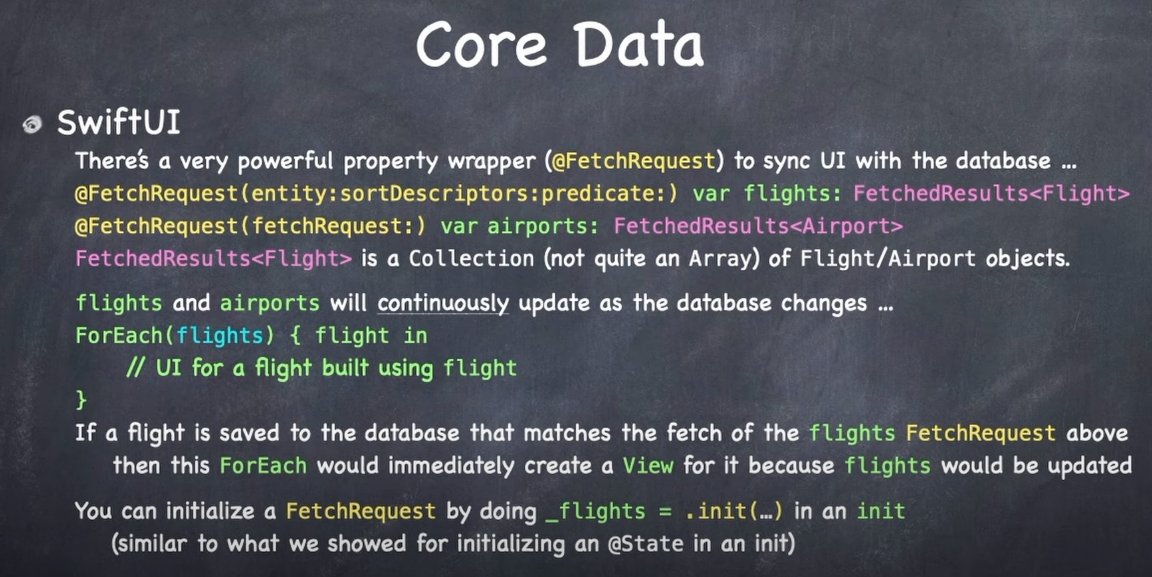 Core Data
SwiftUI
There's a very powerful property wrapper (@FetchRequest) to sync UI with the database ...
@FetchRequest(entity:sortDescriptors:predicate:) var flights: FetchedResults<Flight>
@FetchRequest(fetchRequest:) var airports: FetchedResults<Airport>
FetchedResults<Flight> is a Collection (not quite an Array) of Flight/Airport objects.
flights and airports will continuously update as the database changes ...
ForEach(flights) { flight in
// UI for a flight built using flight
}
If a flight is saved to the database that matches the fetch of the flights FetchRequest above
then this ForEach would immediately create a View for it because flights would be updated
You can initialize a FetchRequest by doing _flights = .init(…) in an init
(similar to what we showed for initializing an @State in an init)